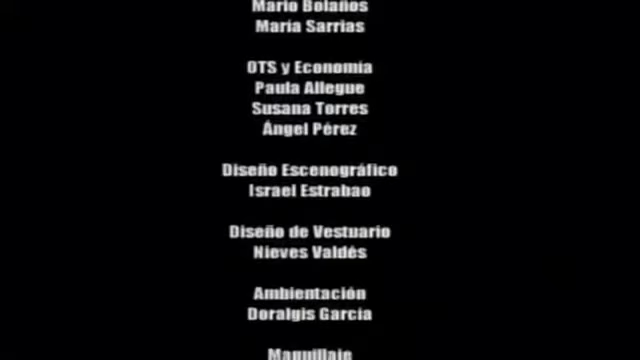 Mario Bolaños
María Sarrias
OTS y Economía
Paula Allegue
Susana Torres
Ángel Pérez
Diseño Escenográfico
Israel Estrabao
Diseño de Vestuario
Nieves Valdés
Ambientación
Doralgis García
Maquillaje